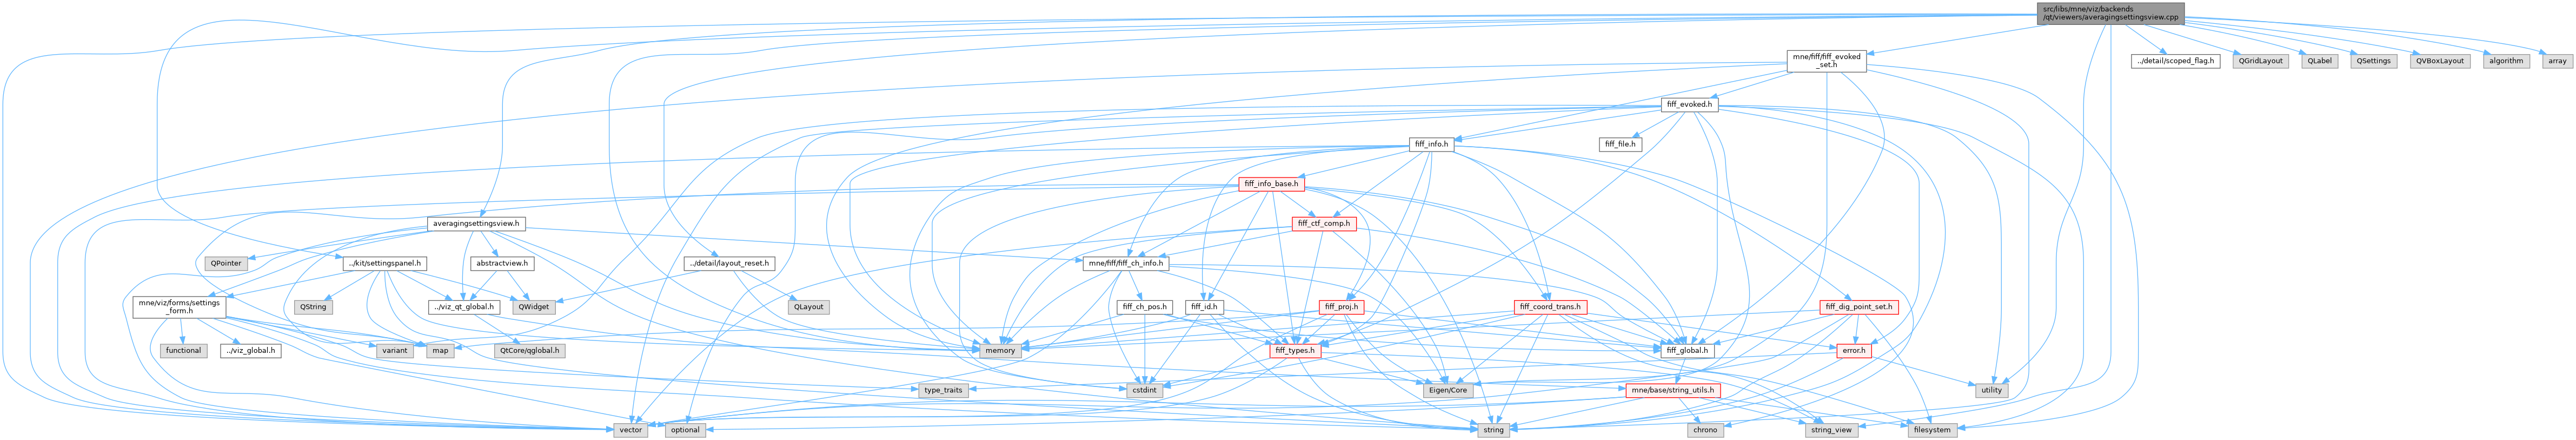 src/libs/mne/viz/backends
/qt/viewers/averagingsettingsview.cpp
mne/fiff/fiff_evoked
_set.h
../detail/scoped_flag.h
QGridLayout
QLabel
QSettings
QVBoxLayout
algorithm
array
fiff_evoked.h
fiff_info.h
fiff_file.h
fiff_info_base.h
averagingsettingsview.h
fiff_ctf_comp.h
QPointer
../kit/settingspanel.h
abstractview.h
../detail/layout_reset.h
mne/fiff/fiff_ch_info.h
mne/viz/forms/settings
_form.h
QString
../viz_qt_global.h
QWidget
QLayout
fiff_ch_pos.h
fiff_id.h
fiff_proj.h
fiff_coord_trans.h
fiff_dig_point_set.h
functional
../viz_global.h
variant
map
QtCore/qglobal.h
memory
fiff_types.h
fiff_global.h
error.h
type_traits
cstdint
Eigen/Core
mne/base/string_utils.h
utility
vector
optional
string
chrono
string_view
filesystem